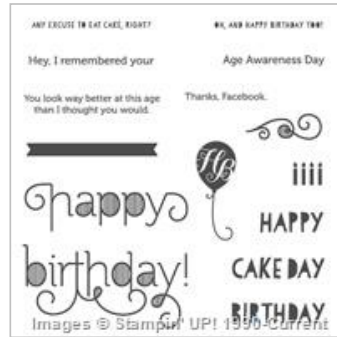 ANY EXCUSE TO EAT CAKE, RIGHT?
OH, AND HAPPY BIRTHDAY TOO!
Hey, I remembered your
Age Awareness Day
You look way better at this age
than I thought you would.
Thanks, Facebook.
HB
happy
birthday!
HAPPY
CAKE DAY
BIRTHDAY
Images © Stampin' UP! 1990-Current